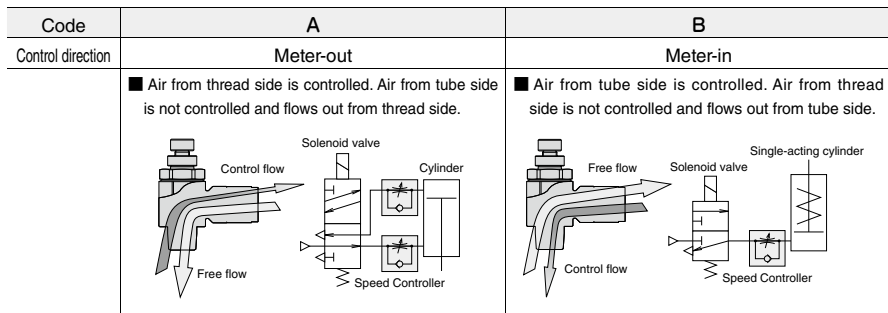 Code
A
B
Control direction
Meter-out
Meter-in
■ Air from thread side is controlled. Air from tube side
is not controlled and flows out from thread side.
■ Air from tube side is controlled. Air from thread
side is not controlled and flows out from tube side.
Solenoid valve
Control flow
Cylinder
Free flow
Speed Controller
Single-acting cylinder
Free flow
Solenoid valve
Control flow
Speed Controller